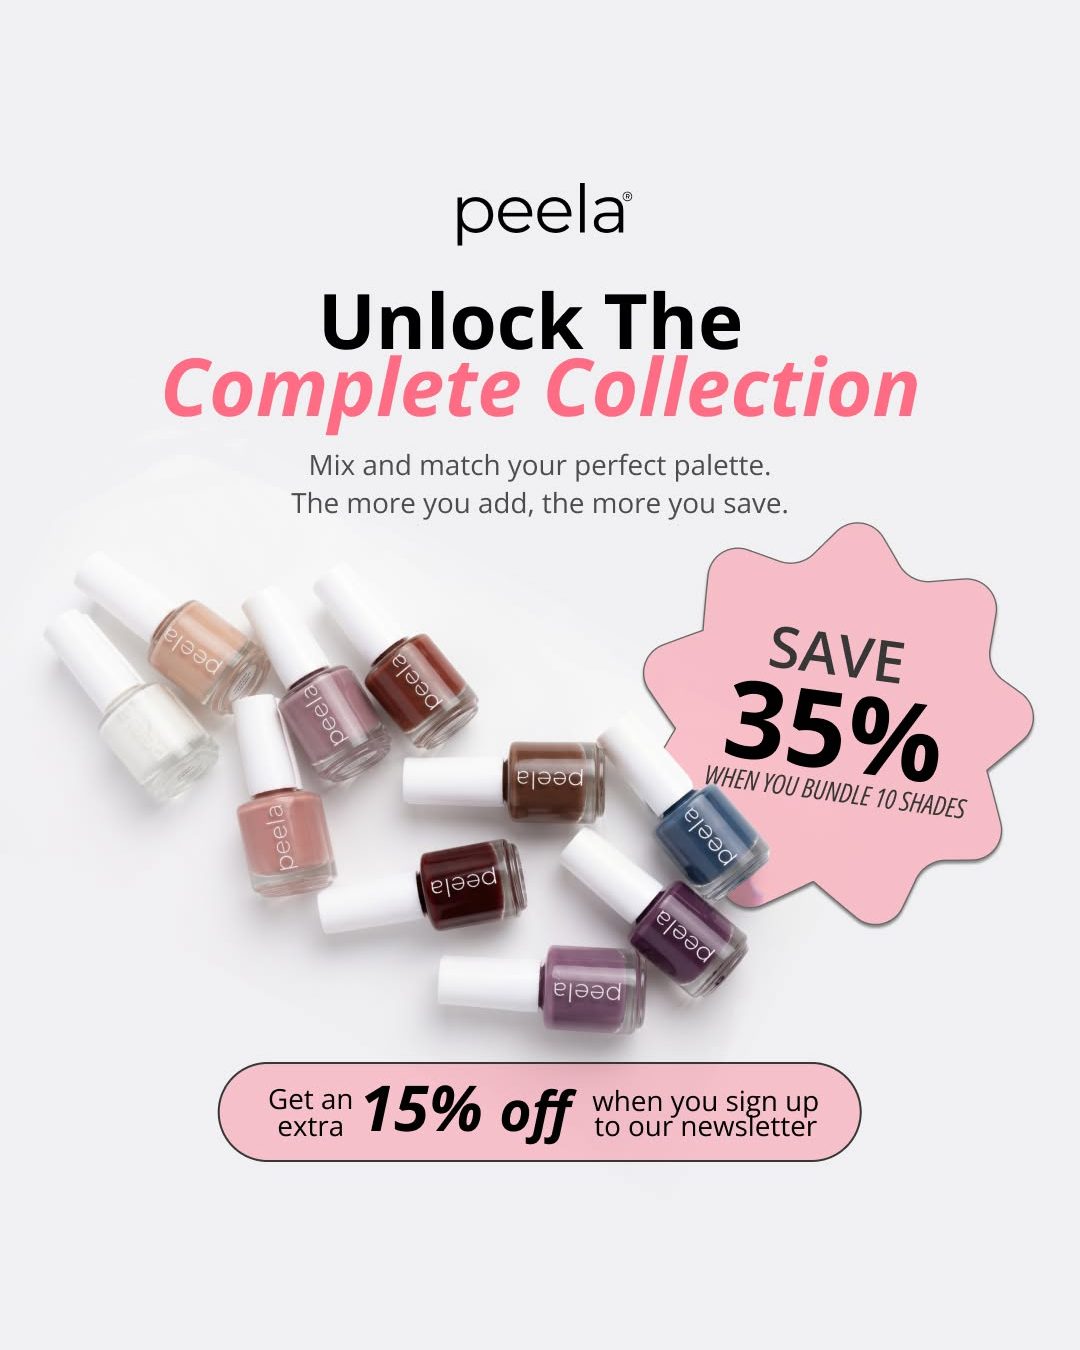 peela®
Unlock The
Complete Collection
Mix and match your perfect palette.
The more you add, the more you save.
SAVE
35%
WHEN YOU BUNDLE 10 SHADES
peela
peela
peela
peela
peela
peela
peela
peela
peela
Get an extra 15% off when you sign up to our newsletter